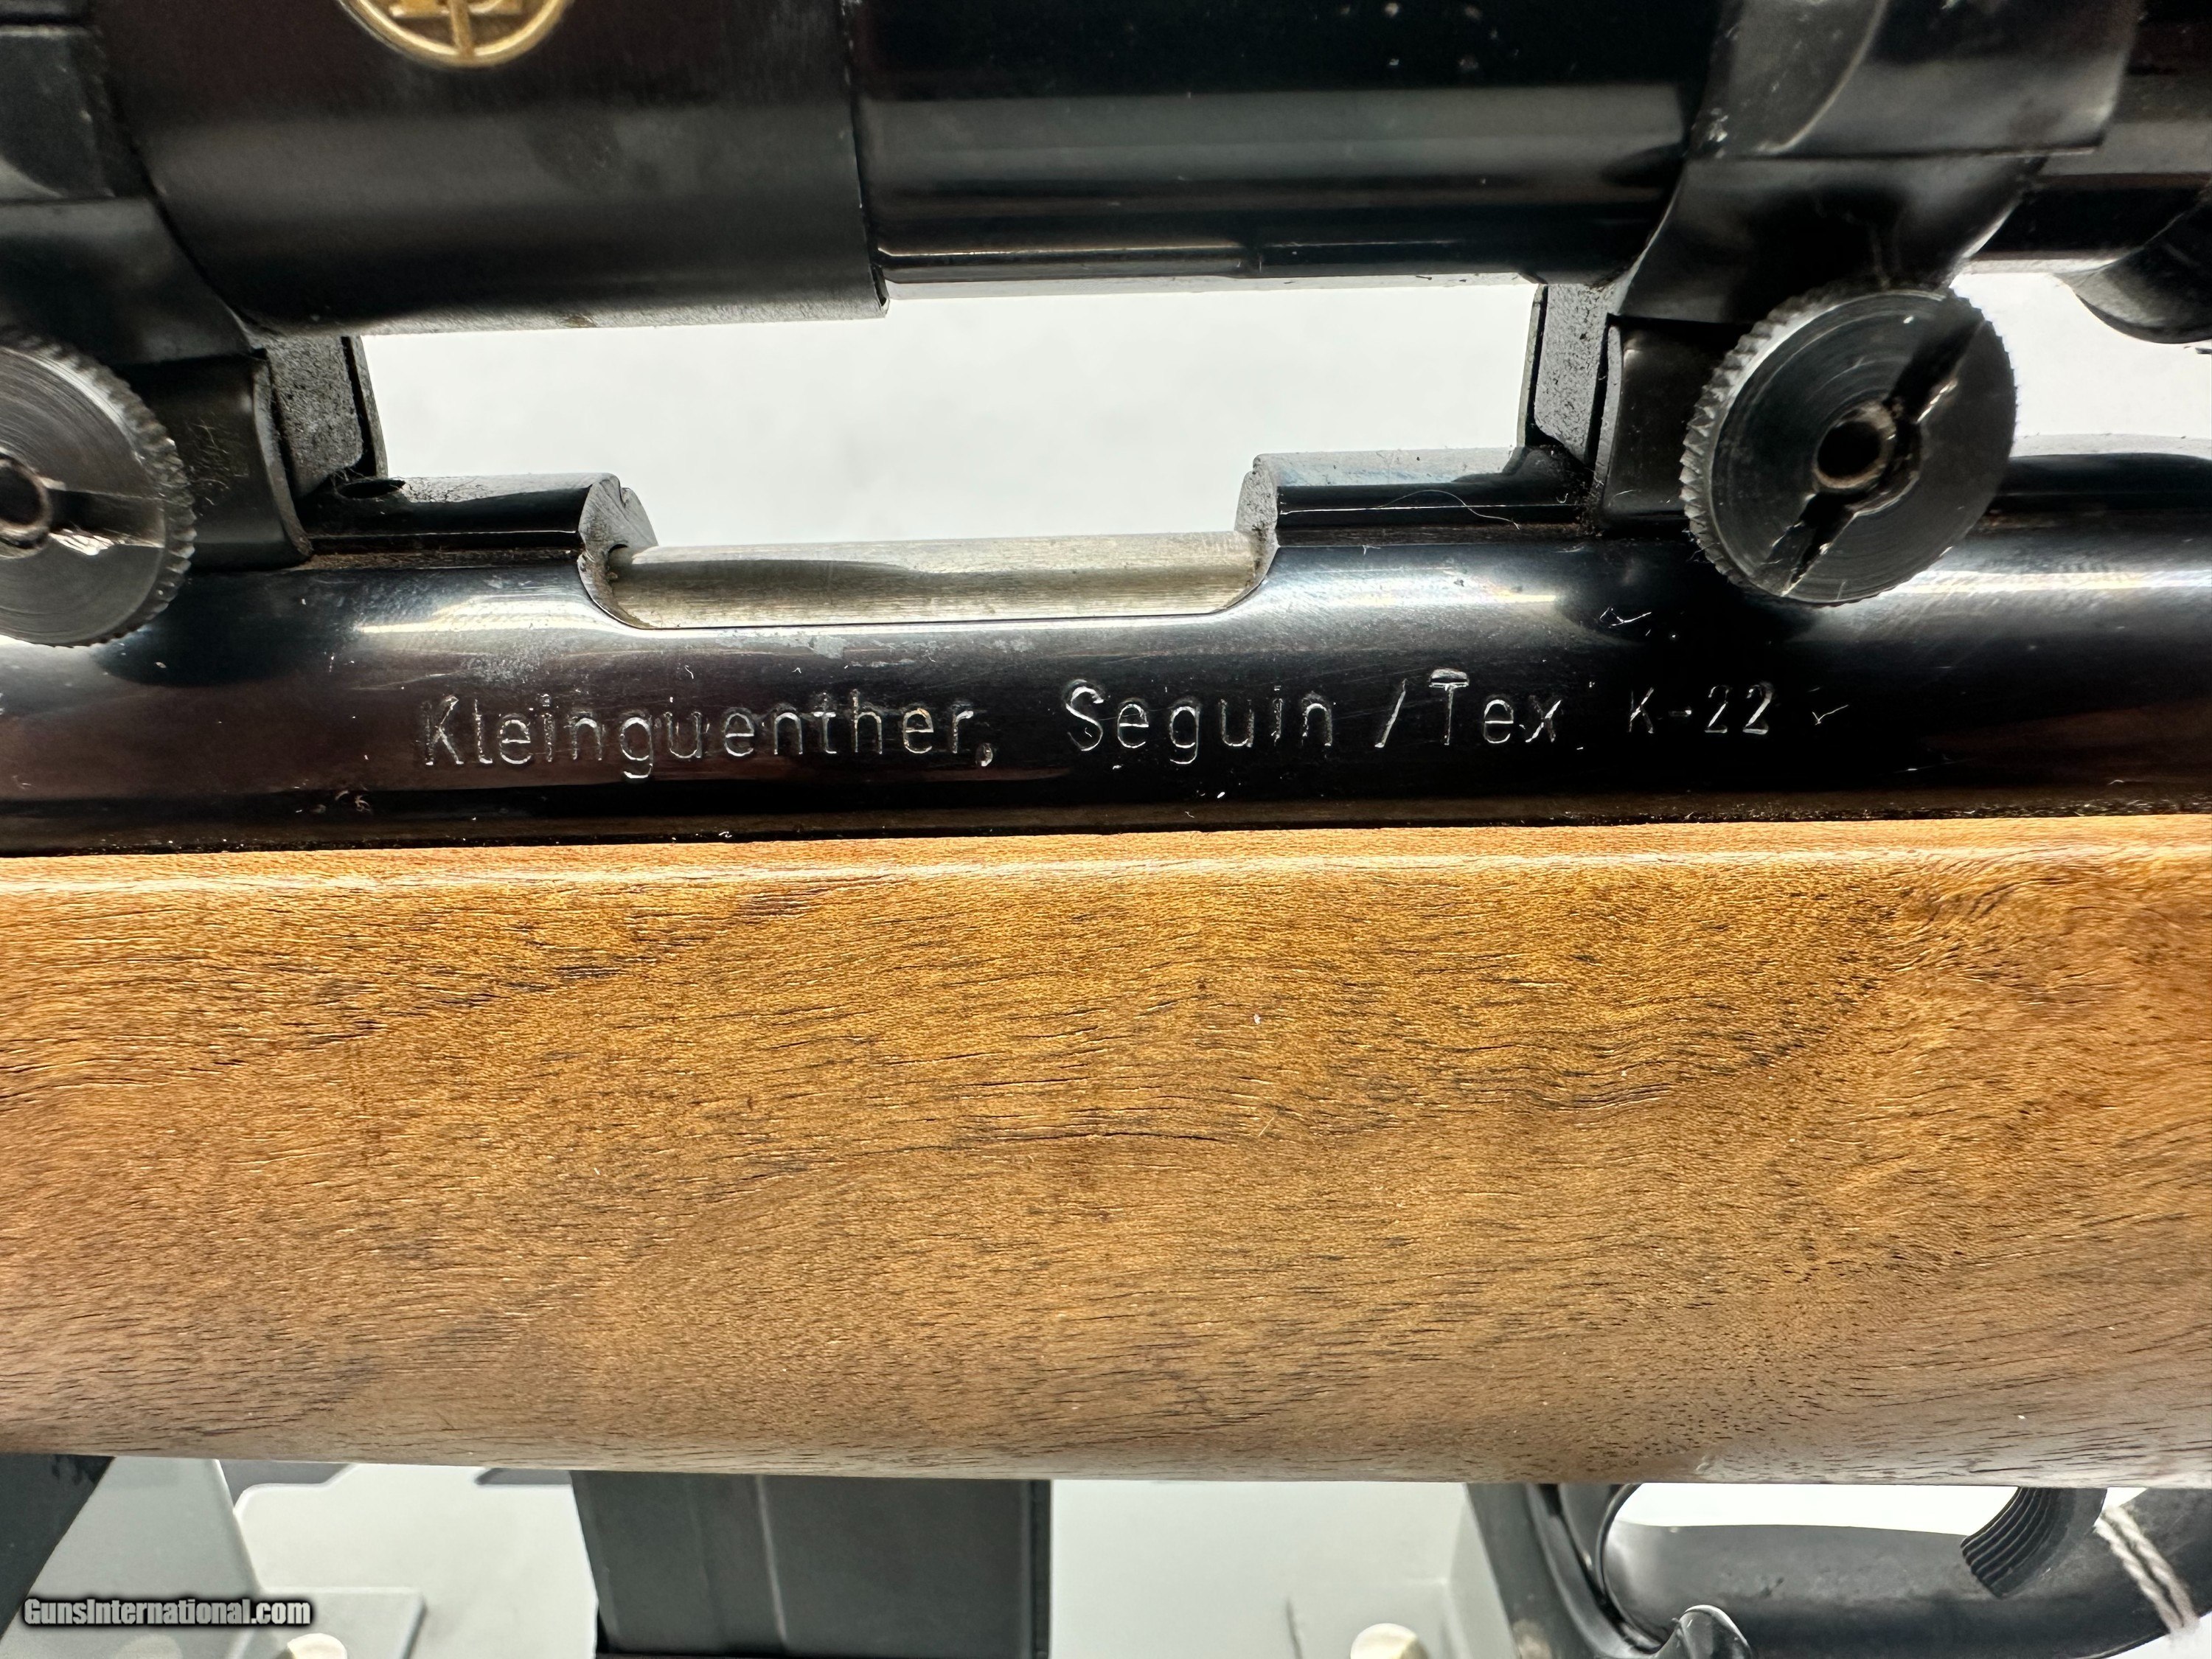 Kleinguenther, Seguin / Tex K-22
GunsInternational.com